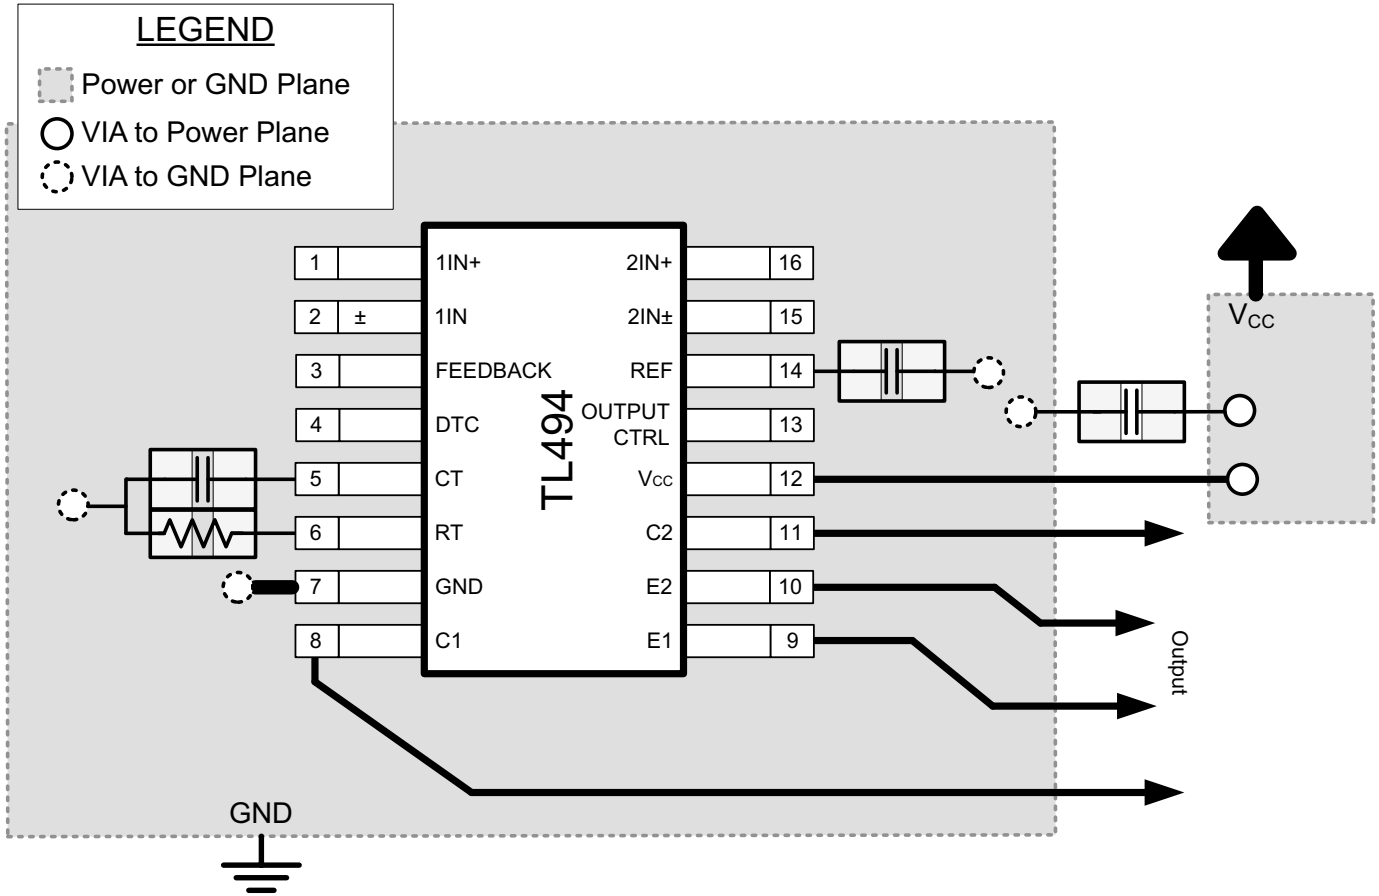 LEGEND
Power or GND Plane
VIA to Power Plane
VIA to GND Plane
1 1IN+ 2IN+ 16
2 ± 1IN 2IN± 15
3 FEEDBACK REF 14
4 DTC OUTPUT CTRL 13
5 CT VCC 12
6 RT C2 11
7 GND E2 10
8 C1 E1 9
TL494
VCC
Output
GND